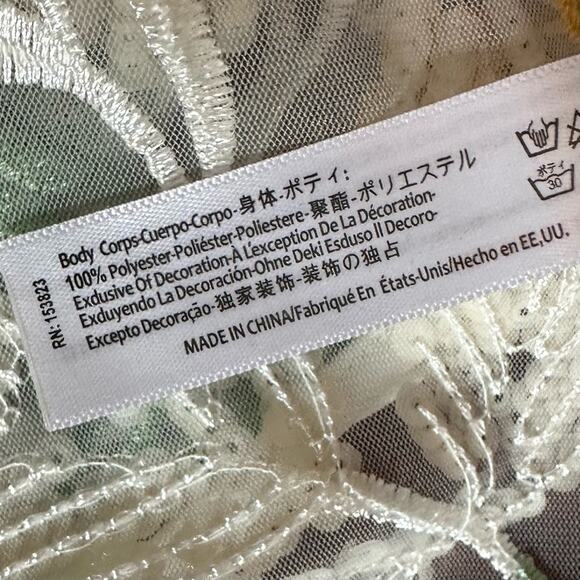 Body Corps-Cuerpo-Corpo-身体-ボディ:
100% Polyester-Poliéster-Poliestere-聚酯-ポリエステル
Exclusive Of Decoration-À L'exception De La Décoration-
Exduyendo La Decoración-Ohne Deki Esduso Il Decoro-
Excepto Decoração-独家装饰-装饰の独占
MADE IN CHINA/Fabriqué En États-Unis/Hecho en EE,UU.
RN: 153823
ボディ
30